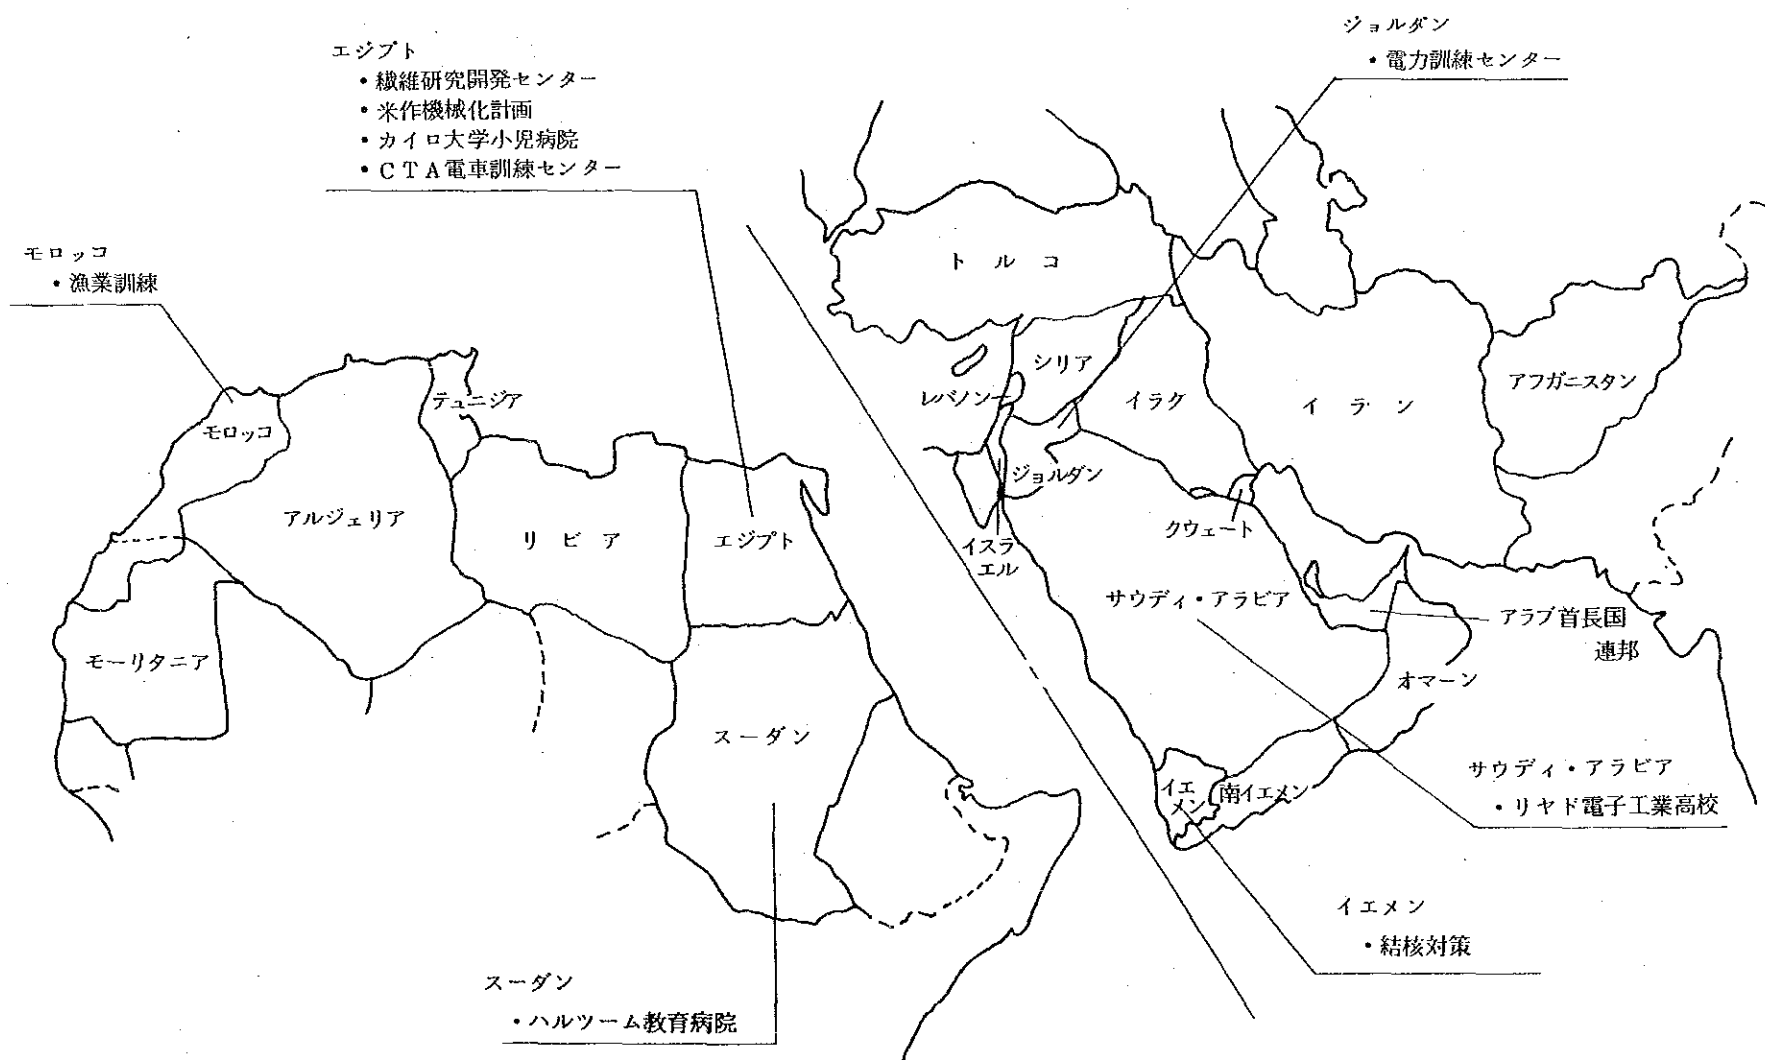 エジプト
・繊維研究開発センター
・米作機械化計画
・カイロ大学小児病院
・CTA電車訓練センター
ジョルダン
・電力訓練センター
モロッコ
・漁業訓練
トルコ
シリア
レバノン
イラク
イラン
アフガニスタン
テュニジア
モロッコ
ジョルダン
アルジェリア
リビア
エジプト
クウェート
イスラ
エル
サウディ・アラビア
アラブ首長国
連邦
モーリタニア
オマーン
スーダン
イエ
メン
南イエメン
サウディ・アラビア
・リヤド電子工業高校
イエメン
・結核対策
スーダン
・ハルツーム教育病院